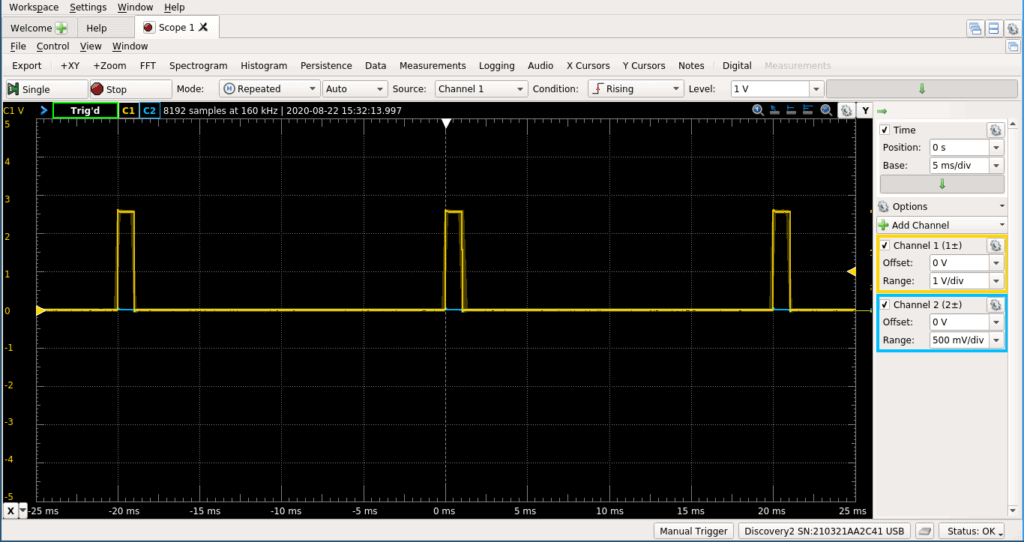 Workspace Settings Window Help
Welcome Help Scope 1 X
File Control View Window
Export +XY +Zoom FFT Spectrogram Histogram Persistence Data Measurements Logging Audio X Cursors Y Cursors Notes Digital Measurements
Single Stop Mode: Repeated Auto Source: Channel 1 Condition: Rising Level: 1 V
C1 V Trig'd C1 C2 8192 samples at 160 kHz | 2020-08-22 15:32:13.997 Y
5
4
3
2
1
0
-1
-2
-3
-4
-5
X -25 ms -20 ms -15 ms -10 ms -5 ms 0 ms 5 ms 10 ms 15 ms 20 ms 25 ms
Time
Position: 0 s
Base: 5 ms/div
Options
Add Channel
Channel 1 (1±)
Offset: 0 V
Range: 1 V/div
Channel 2 (2±)
Offset: 0 V
Range: 500 mV/div
Manual Trigger Discovery2 SN:210321AA2C41 USB Status: OK